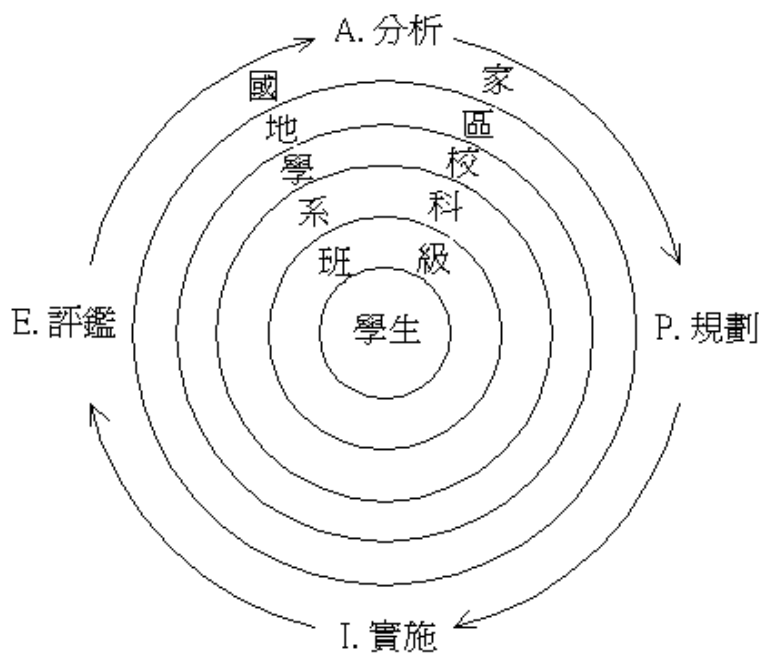 A. 分析
國 家
地 區
學 校
系 科
班 級
E. 評鑑
學生
P. 規劃
I. 實施